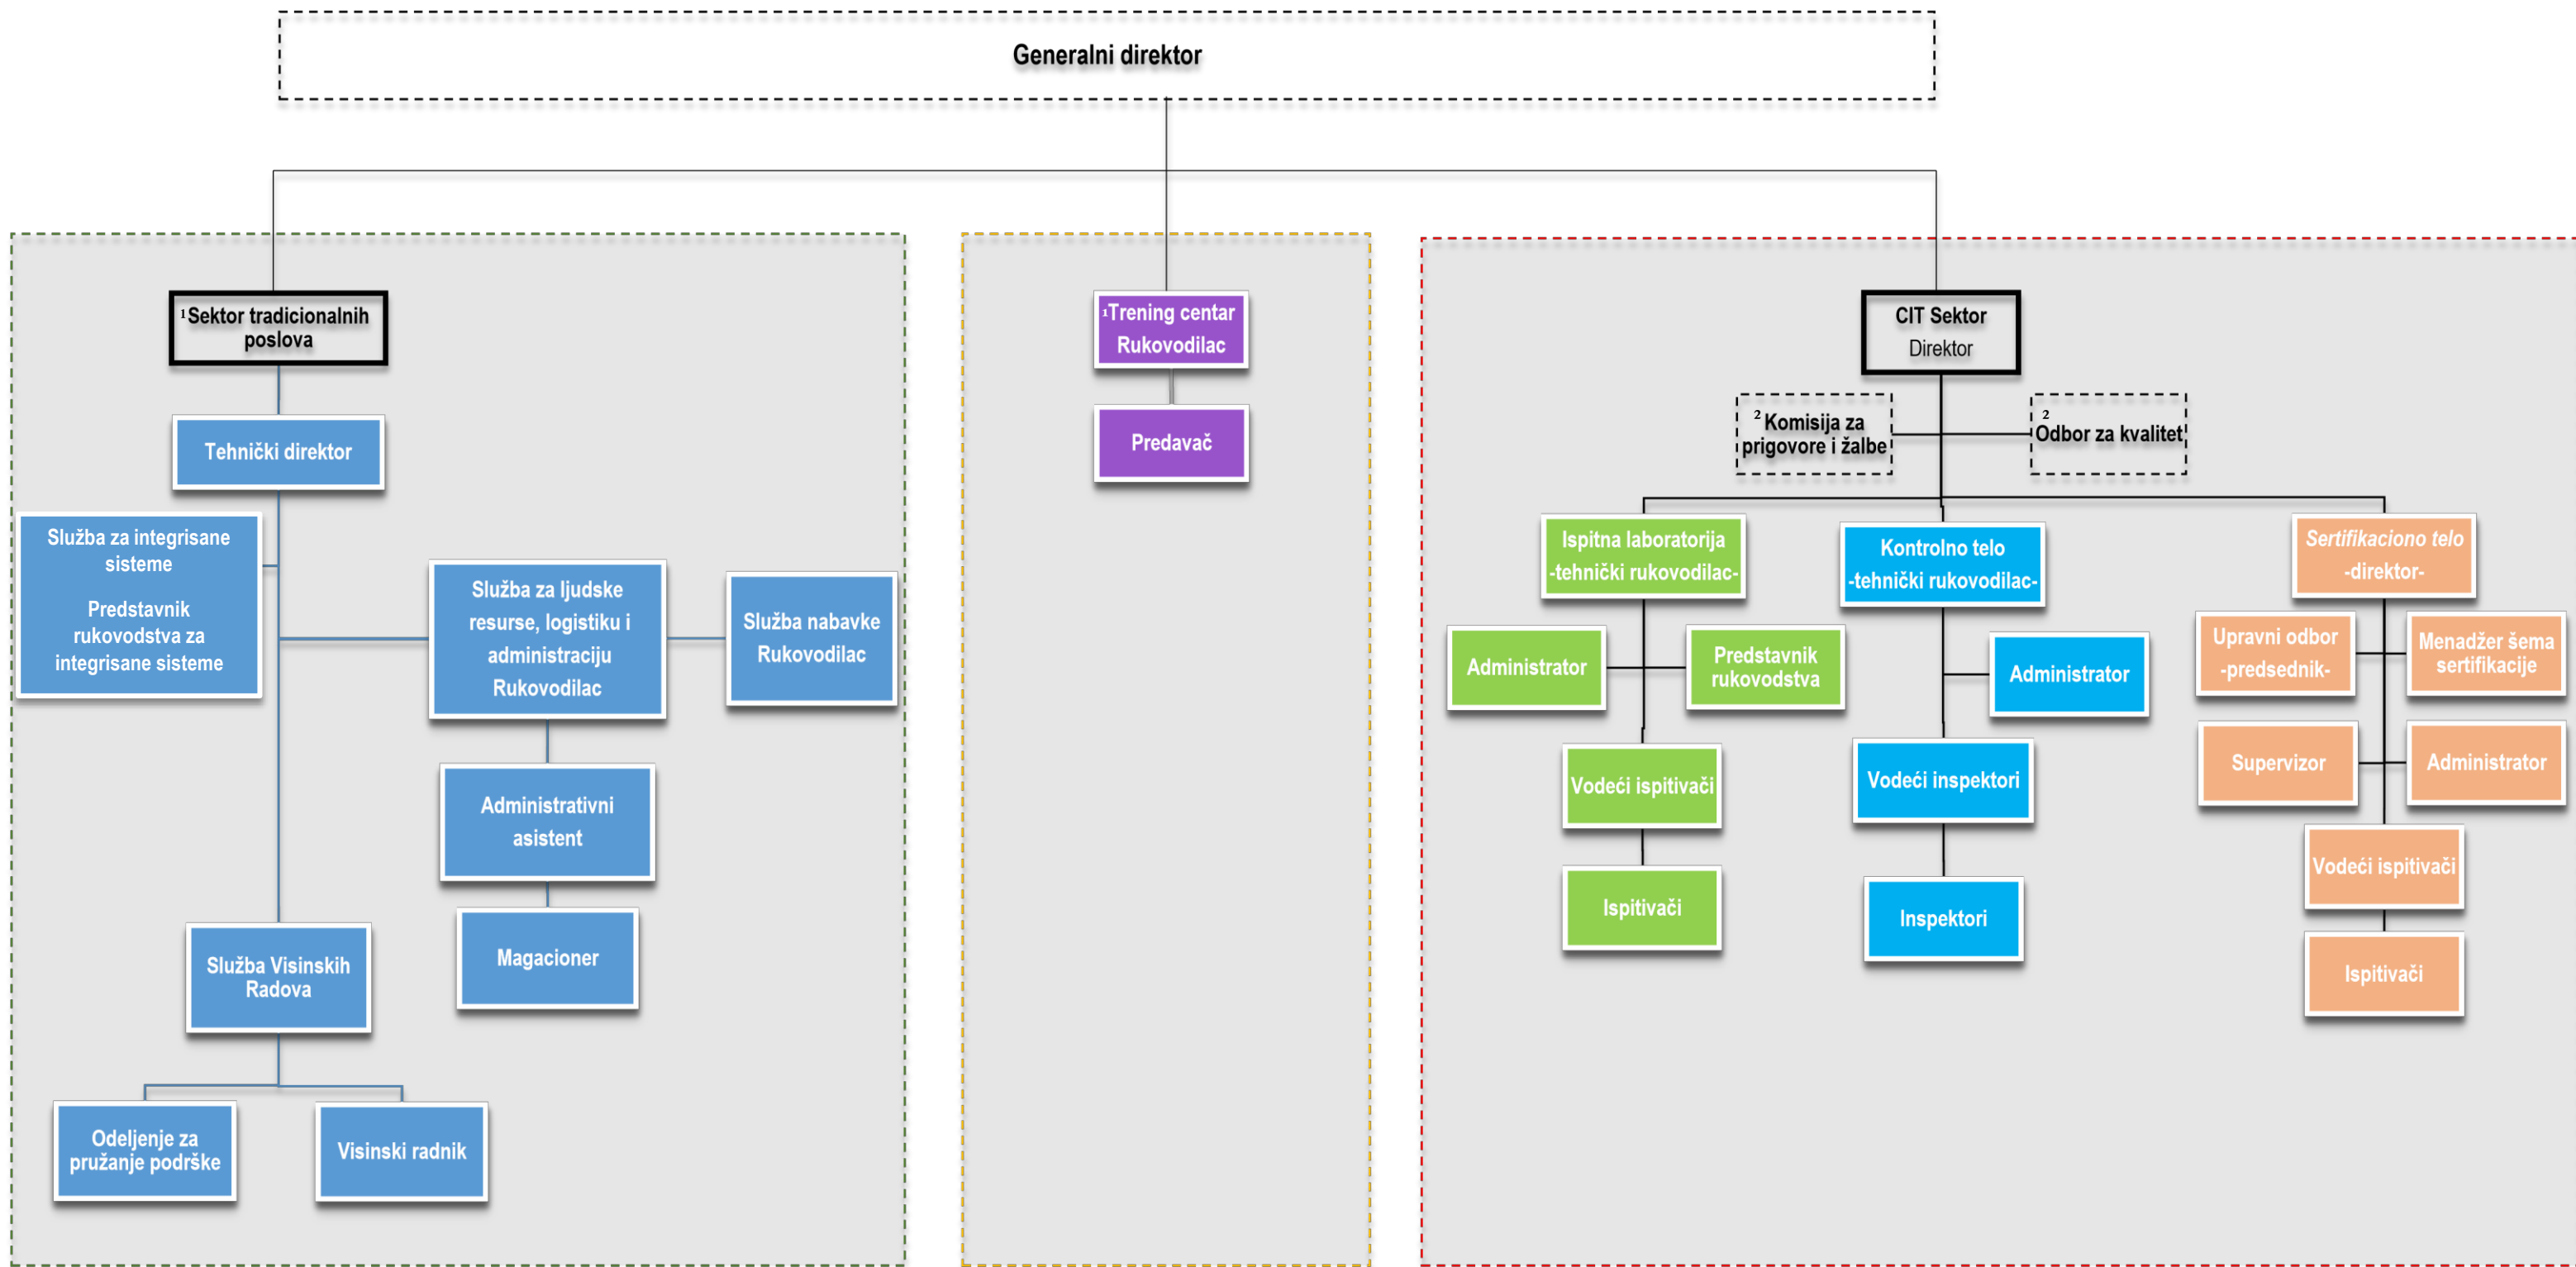 Generalni direktor
¹Sektor tradicionalnih
poslova
Tehnički direktor
Služba za integrisane
sisteme
Predstavnik
rukovodstva za
integrisane sisteme
Služba za ljudske
resurse, logistiku i
administraciju
Rukovodilac
Služba nabavke
Rukovodilac
Administrativni
asistent
Magacioner
Služba Visinskih
Radova
Odeljenje za
pružanje podrške
Visinski radnik
¹Trening centar
Rukovodilac
Predavač
CIT Sektor
Direktor
² Komisija za
prigovore i žalbe
²
Odbor za kvalitet
Ispitna laboratorija
-tehnički rukovodilac-
Administrator
Predstavnik
rukovodstva
Vodeći ispitivači
Ispitivači
Kontrolno telo
-tehnički rukovodilac-
Administrator
Vodeći inspektori
Inspektori
Sertifikaciono telo
-direktor-
Upravni odbor
-predsednik-
Menadžer šema
sertifikacije
Supervizor
Administrator
Vodeći ispitivači
Ispitivači